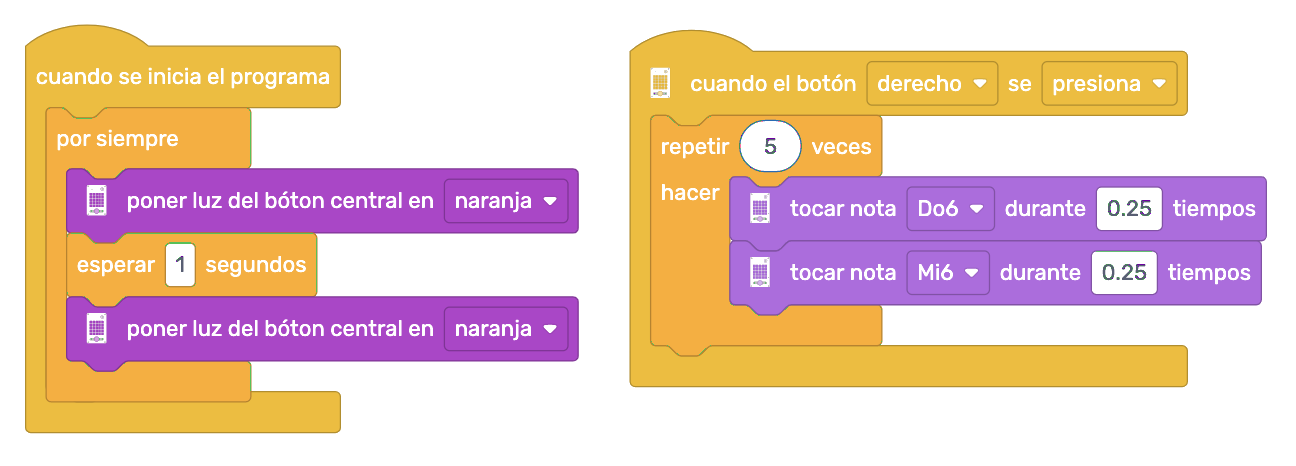 cuando se inicia el programa
por siempre
poner luz del bóton central en naranja
esperar 1 segundos
poner luz del bóton central en naranja
cuando el botón derecho se presiona
repetir 5 veces
hacer
tocar nota Do6 durante 0.25 tiempos
tocar nota Mi6 durante 0.25 tiempos